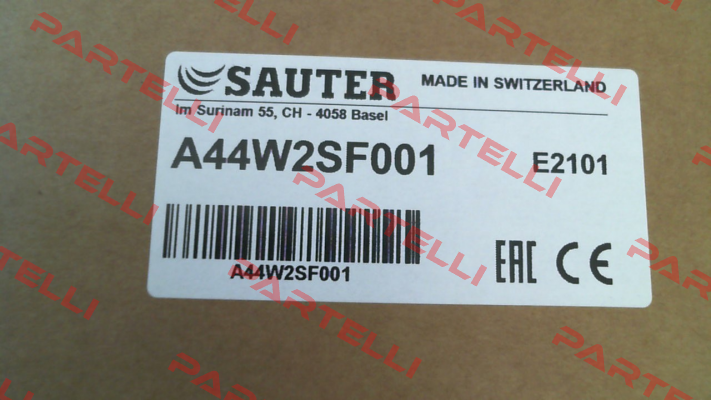 SAUTER
MADE IN SWITZERLAND
Im Surinam 55, CH - 4058 Basel
A44W2SF001
E2101
A44W2SF001
EAC CE
PARTELLI
PARTELLI
PARTELLI
PARTELLI
PARTELLI
PARTELLI
PARTELLI
PARTELLI